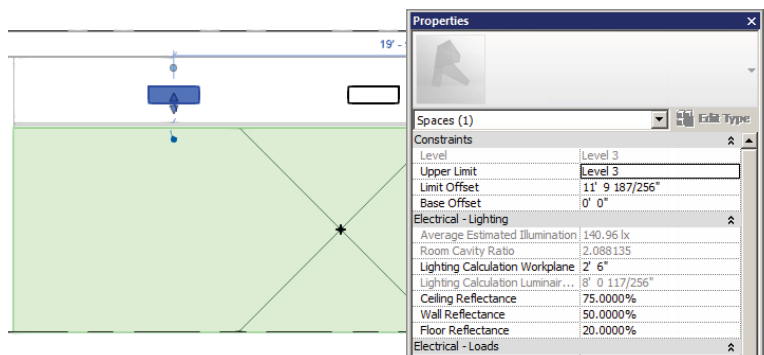 19' -
Properties
Spaces (1)
Edit Type
Constraints
Level Level 3
Upper Limit Level 3
Limit Offset 11' 9 187/256"
Base Offset 0' 0"
Electrical - Lighting
Average Estimated Illumination 140.96 lx
Room Cavity Ratio 2.088135
Lighting Calculation Workplane 2' 6"
Lighting Calculation Luminair... 8' 0 117/256"
Ceiling Reflectance 75.0000%
Wall Reflectance 50.0000%
Floor Reflectance 20.0000%
Electrical - Loads